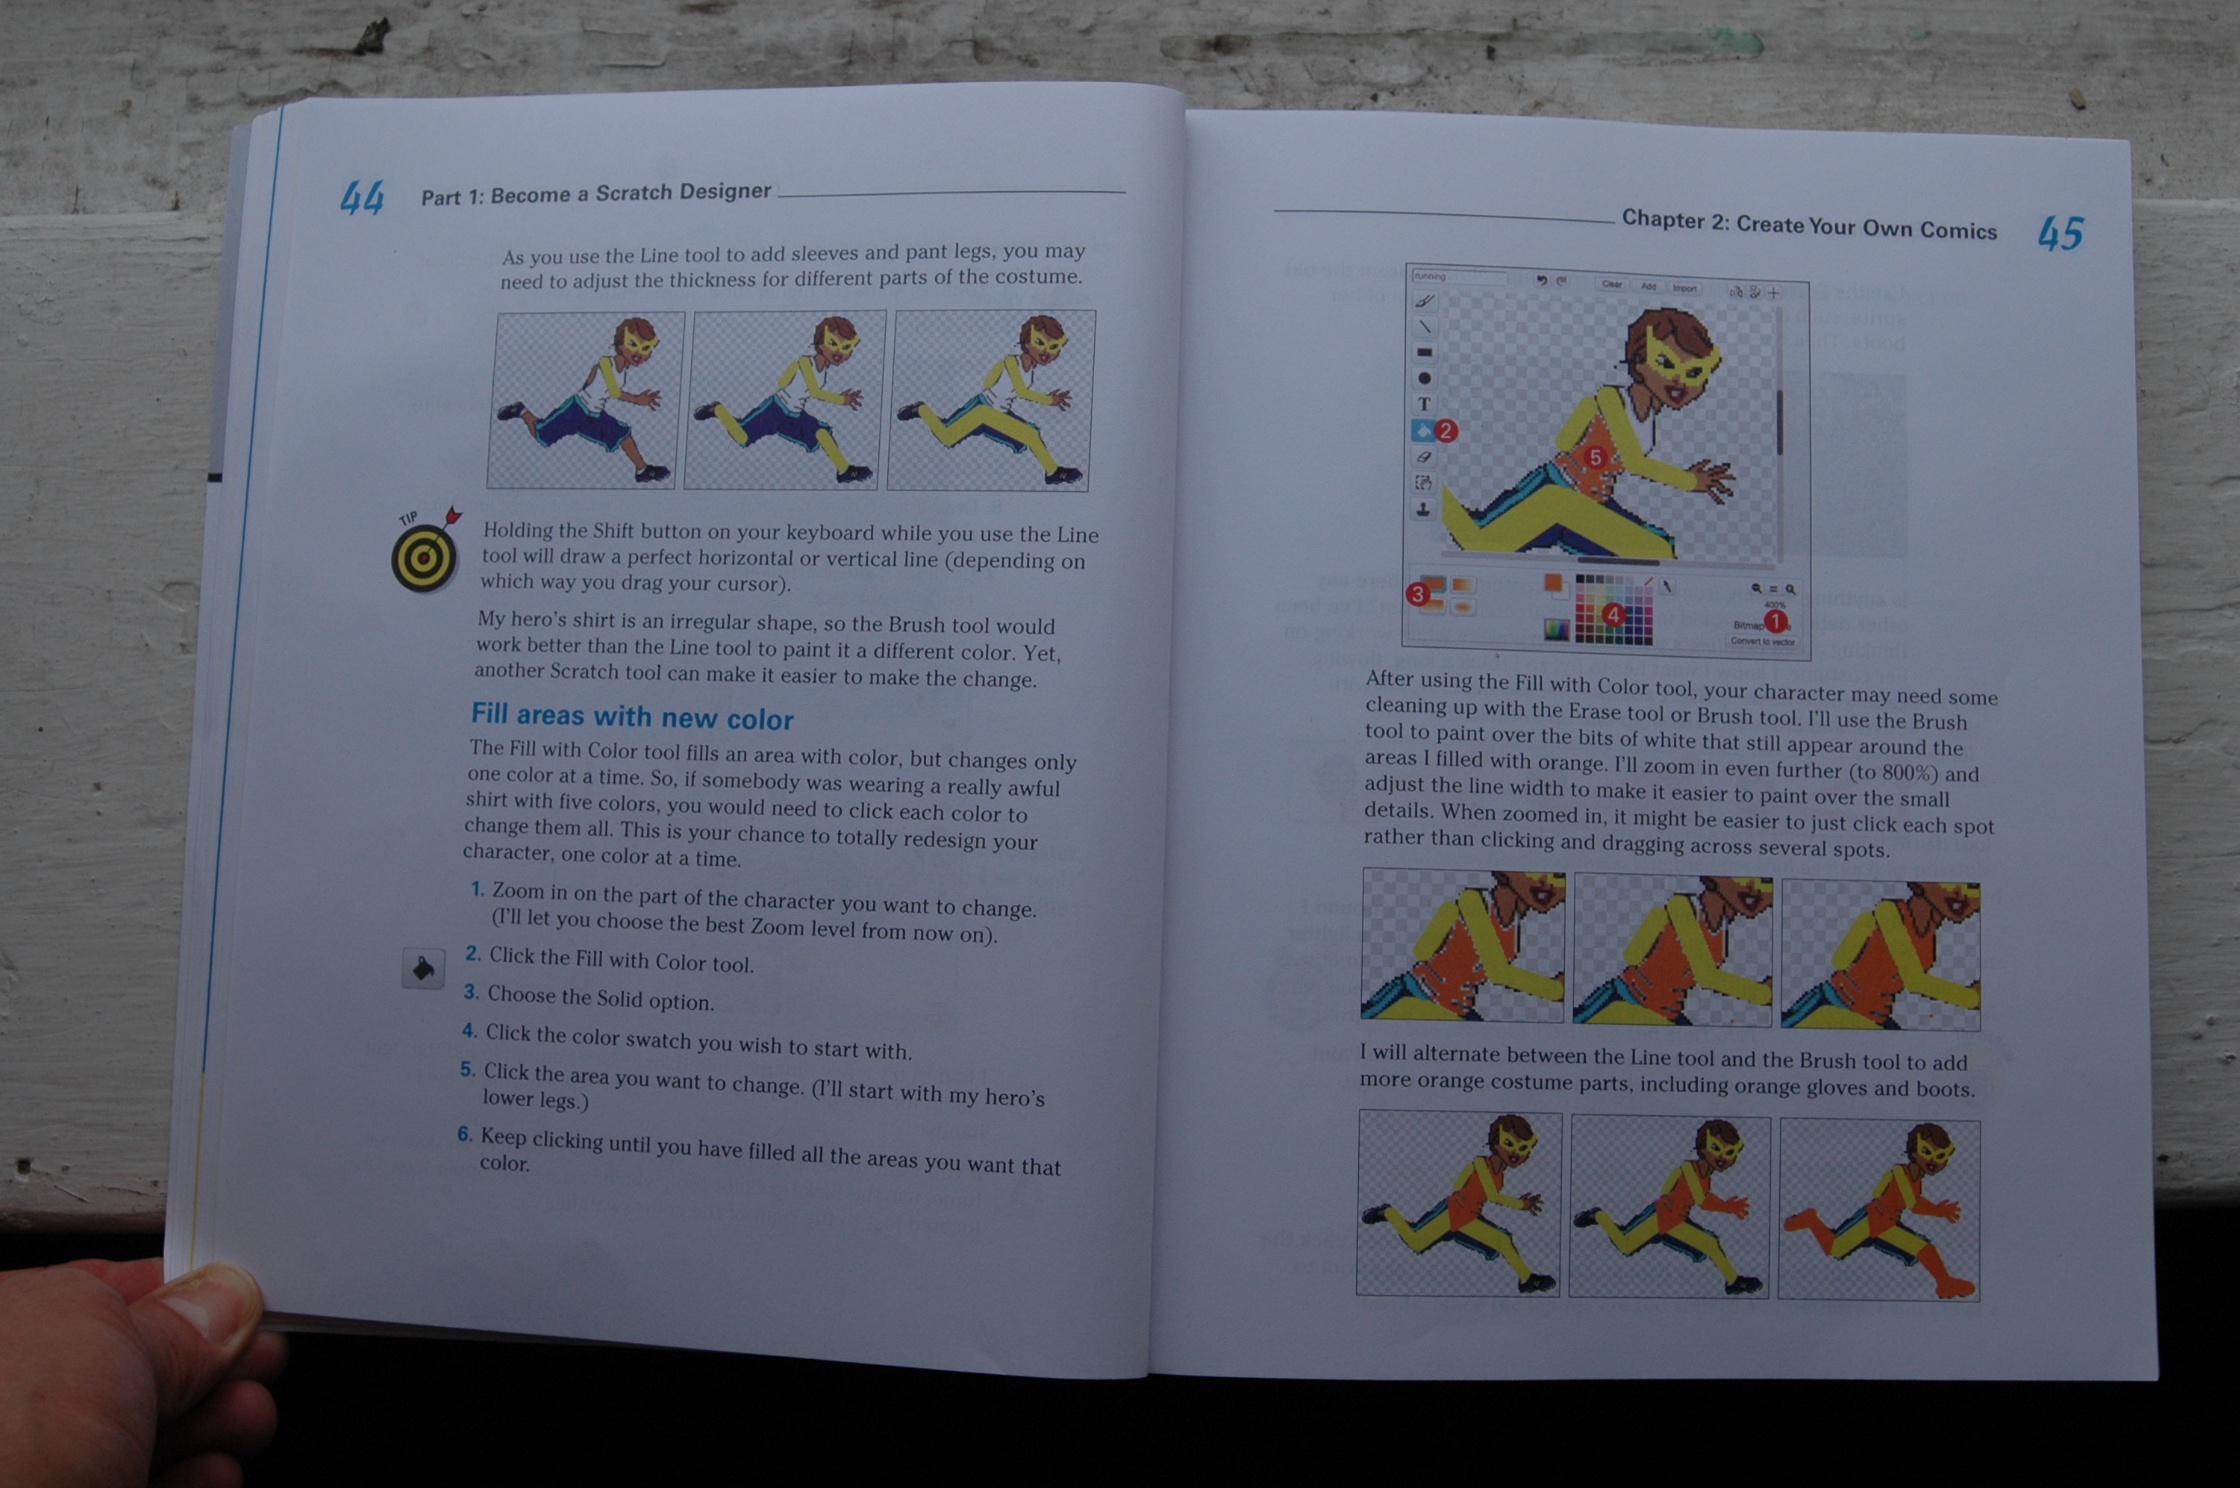 44 Part 1: Become a Scratch Designer
As you use the Line tool to add sleeves and pant legs, you may
need to adjust the thickness for different parts of the costume.
TIP
Holding the Shift button on your keyboard while you use the Line
tool will draw a perfect horizontal or vertical line (depending on
which way you drag your cursor).
My hero's shirt is an irregular shape, so the Brush tool would
work better than the Line tool to paint it a different color. Yet,
another Scratch tool can make it easier to make the change.
Fill areas with new color
The Fill with Color tool fills an area with color, but changes only
one color at a time. So, if somebody was wearing a really awful
shirt with five colors, you would need to click each color to
change them all. This is your chance to totally redesign your
character, one color at a time.
1. Zoom in on the part of the character you want to change.
(I'll let you choose the best Zoom level from now on).
2. Click the Fill with Color tool.
3. Choose the Solid option.
4. Click the color swatch you wish to start with.
5. Click the area you want to change. (I'll start with my hero's
lower legs.)
6. Keep clicking until you have filled all the areas you want that
color.
Chapter 2: Create Your Own Comics 45
running
Clear Add Import
T
2
5
3
4
400%
Bitmap 1
Convert to vector
After using the Fill with Color tool, your character may need some
cleaning up with the Erase tool or Brush tool. I'll use the Brush
tool to paint over the bits of white that still appear around the
areas I filled with orange. I'll zoom in even further (to 800%) and
adjust the line width to make it easier to paint over the small
details. When zoomed in, it might be easier to just click each spot
rather than clicking and dragging across several spots.
I will alternate between the Line tool and the Brush tool to add
more orange costume parts, including orange gloves and boots.